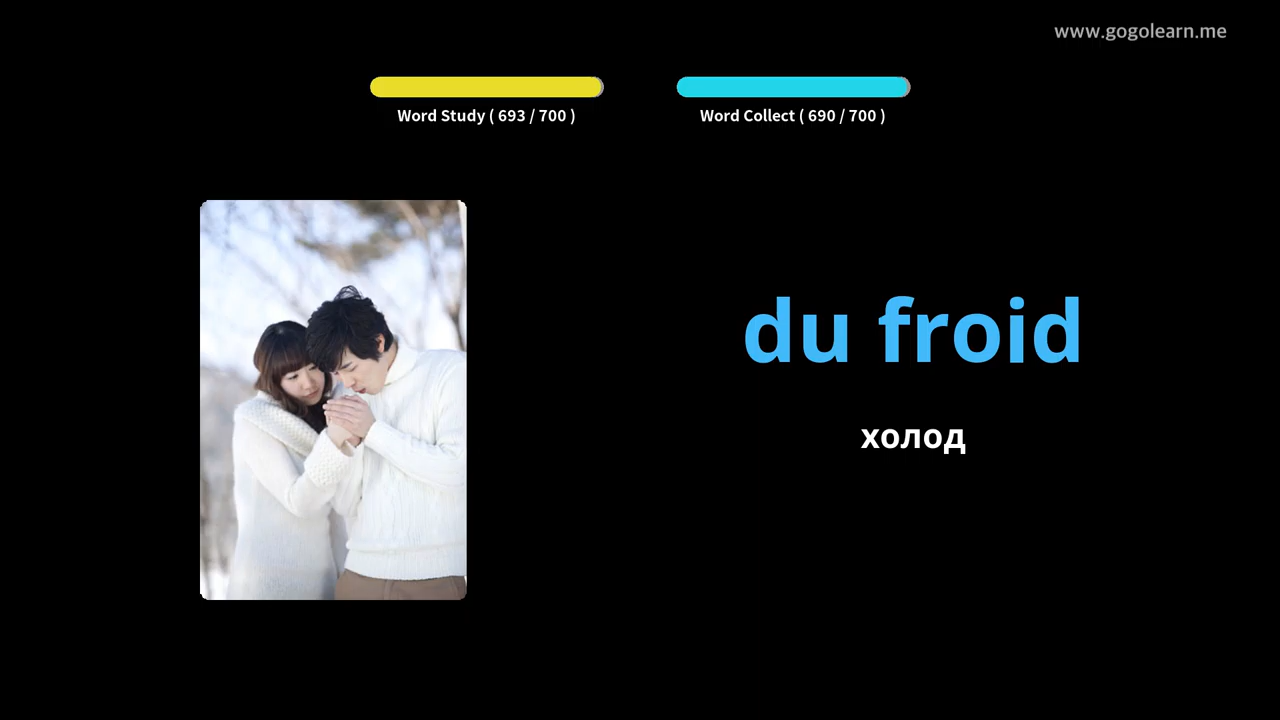 www.gogolearn.me
Word Study ( 693 / 700 )
Word Collect ( 690 / 700 )
du froid
холод